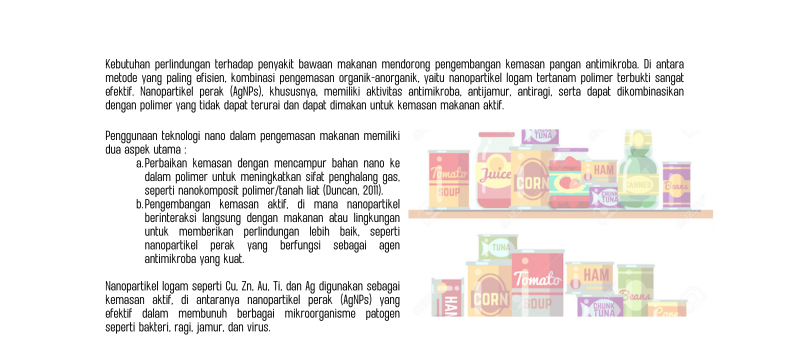 Kebutuhan perlindungan terhadap penyakit bawaan makanan mendorong pengembangan kemasan pangan antimikroba. Di antara
metode yang paling efisien, kombinasi pengemasan organik-anorganik, yaitu nanopartikel logam tertanam polimer terbukti sangat
efektif. Nanopartikel perak (AgNPs), khususnya, memiliki aktivitas antimikroba, antijamur, antiragi, serta dapat dikombinasikan
dengan polimer yang tidak dapat terurai dan dapat dimakan untuk kemasan makanan aktif.
Penggunaan teknologi nano dalam pengemasan makanan memiliki
dua aspek utama :
a. Perbaikan kemasan dengan mencampur bahan nano ke
dalam polimer untuk meningkatkan sifat penghalang gas,
seperti nanokomposit polimer/tanah liat (Duncan, 2011).
b. Pengembangan kemasan aktif, di mana nanopartikel
berinteraksi langsung dengan makanan atau lingkungan
untuk memberikan perlindungan lebih baik, seperti
nanopartikel perak yang berfungsi sebagai agen
antimikroba yang kuat.
Nanopartikel logam seperti Cu, Zn, Au, Ti, dan Ag digunakan sebagai
kemasan aktif, di antaranya nanopartikel perak (AgNPs) yang
efektif dalam membunuh berbagai mikroorganisme patogen
seperti bakteri, ragi, jamur, dan virus.
TUNA
Tomato
SOUP
Juice
CORN
HAM
CHUNK
TUNA
Beans
TUNA
HAM
CORN
Tomato
SOUP
HAM
CHUNK
TUNA
Beans